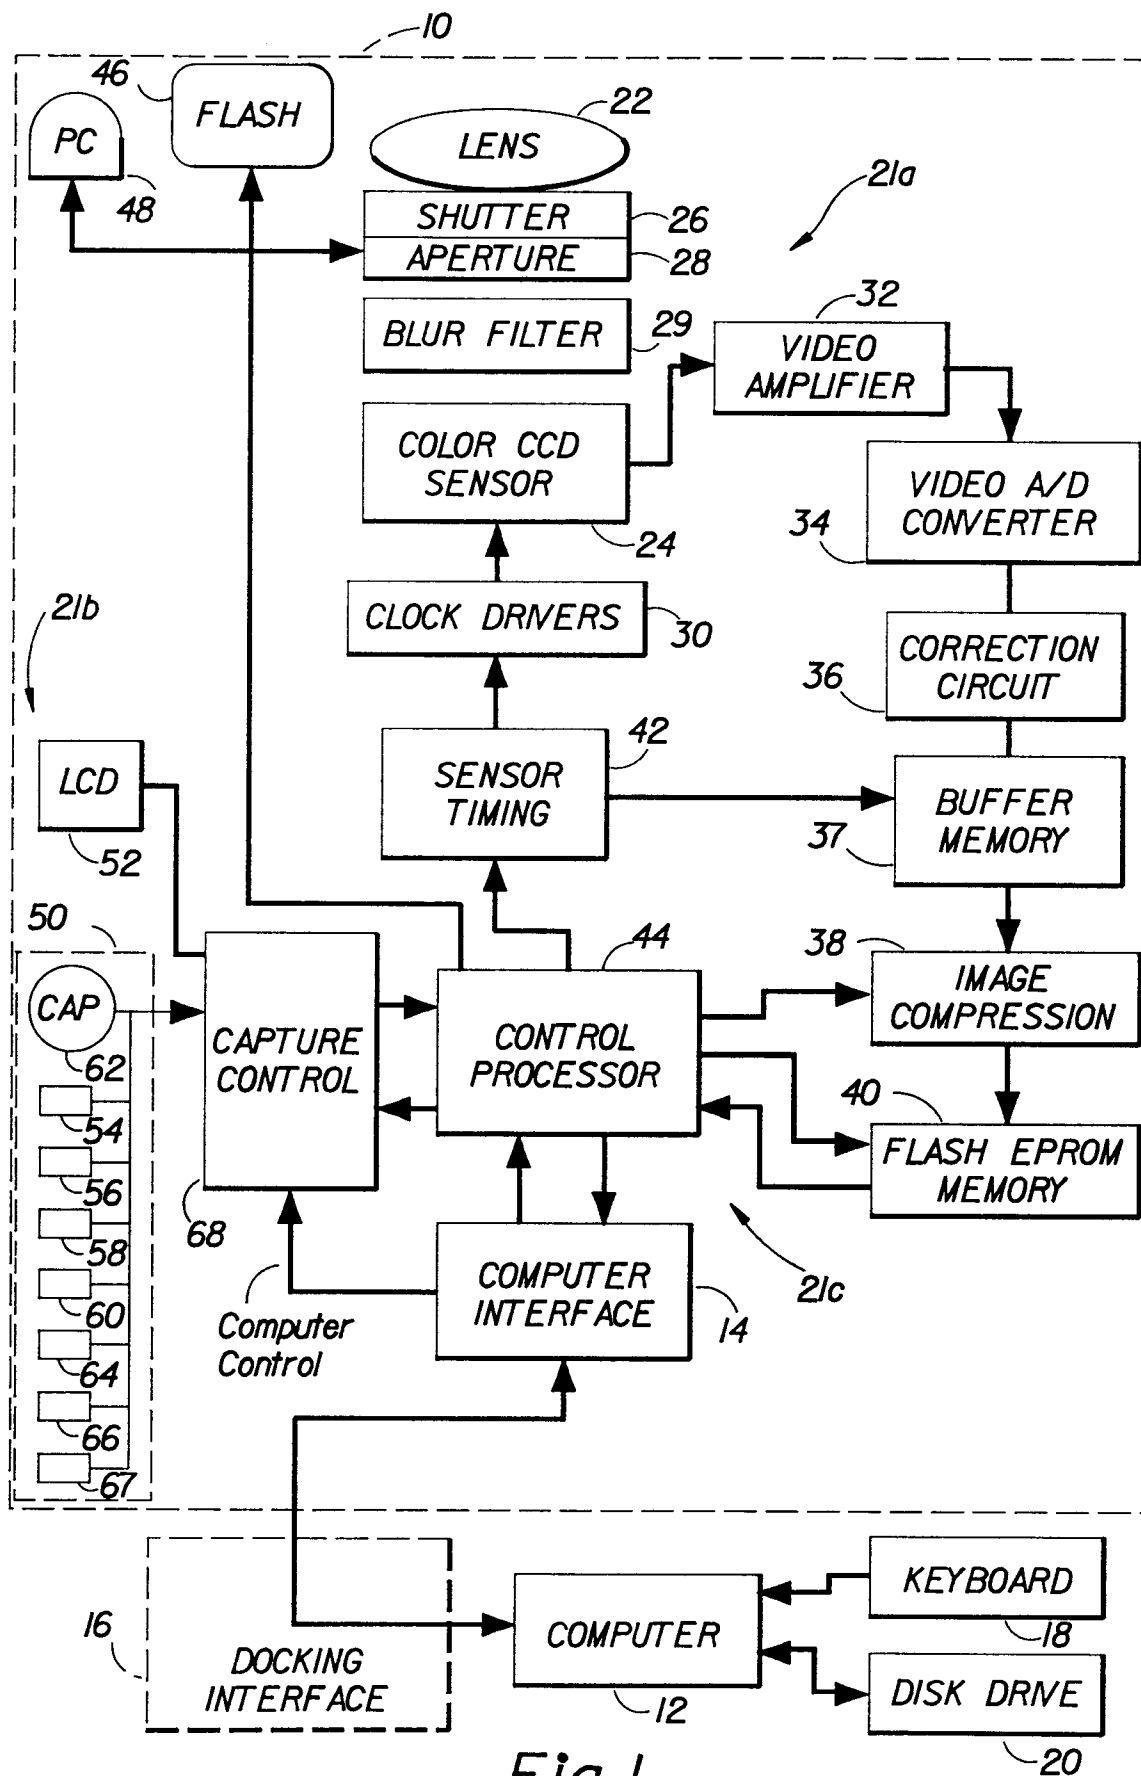 10
46
FLASH
PC
48
22
LENS
21a
SHUTTER
26
APERTURE
28
BLUR FILTER
29
32
VIDEO
AMPLIFIER
COLOR CCD
SENSOR
24
VIDEO A/D
CONVERTER
34
21b
CLOCK DRIVERS
30
CORRECTION
CIRCUIT
36
LCD
52
SENSOR
TIMING
42
BUFFER
MEMORY
37
50
CAP
62
54
56
58
60
64
66
67
CAPTURE
CONTROL
68
44
CONTROL
PROCESSOR
38
IMAGE
COMPRESSION
40
FLASH EPROM
MEMORY
21c
Computer
Control
COMPUTER
INTERFACE
14
16
DOCKING
INTERFACE
COMPUTER
12
KEYBOARD
18
DISK DRIVE
20
Fig. 1